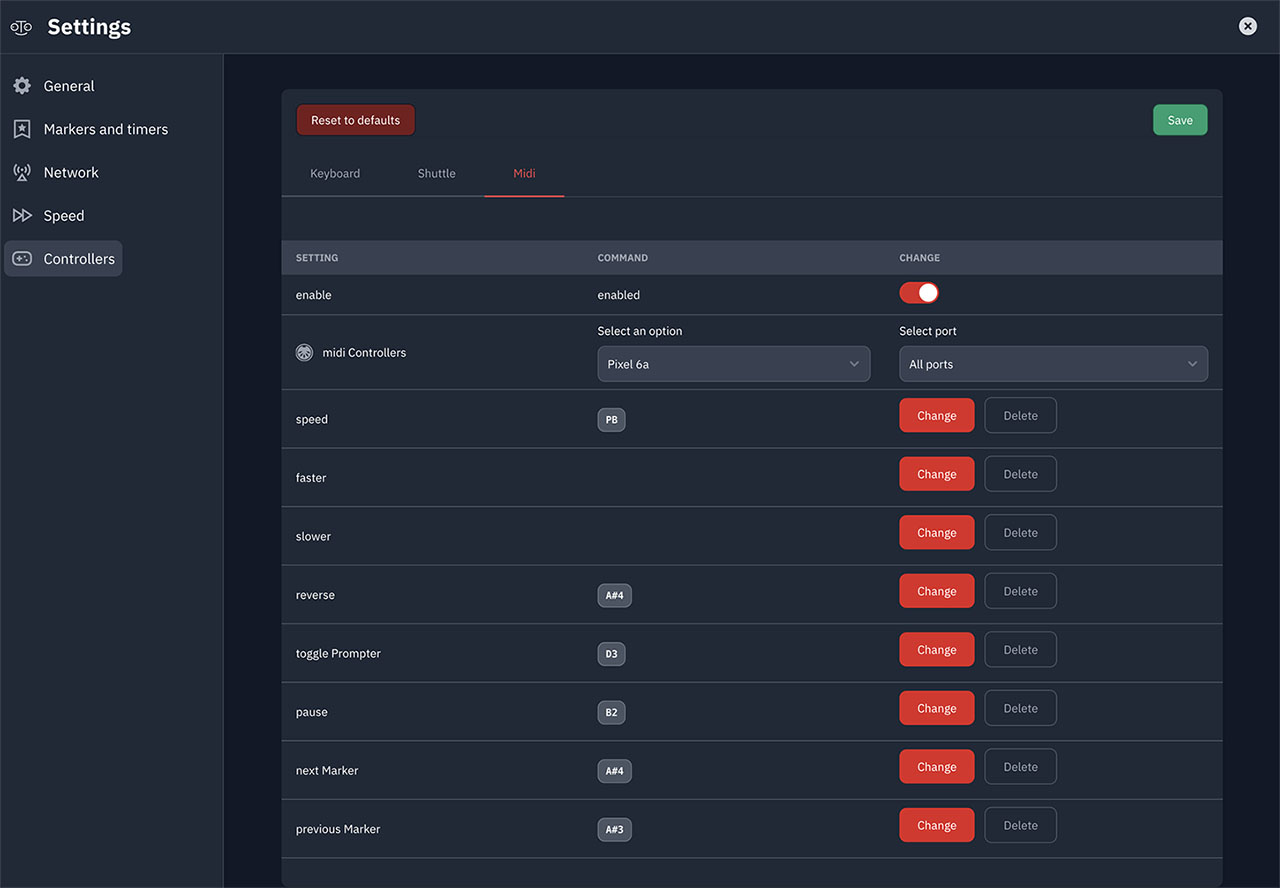 Settings
General
Markers and timers
Network
Speed
Controllers
Reset to defaults
Save
Keyboard Shuttle Midi
SETTING COMMAND CHANGE
enable enabled
Select an option Select port
midi Controllers Pixel 6a All ports
speed PB Change Delete
faster Change Delete
slower Change Delete
reverse A#4 Change Delete
toggle Prompter D3 Change Delete
pause B2 Change Delete
next Marker A#4 Change Delete
previous Marker A#3 Change Delete